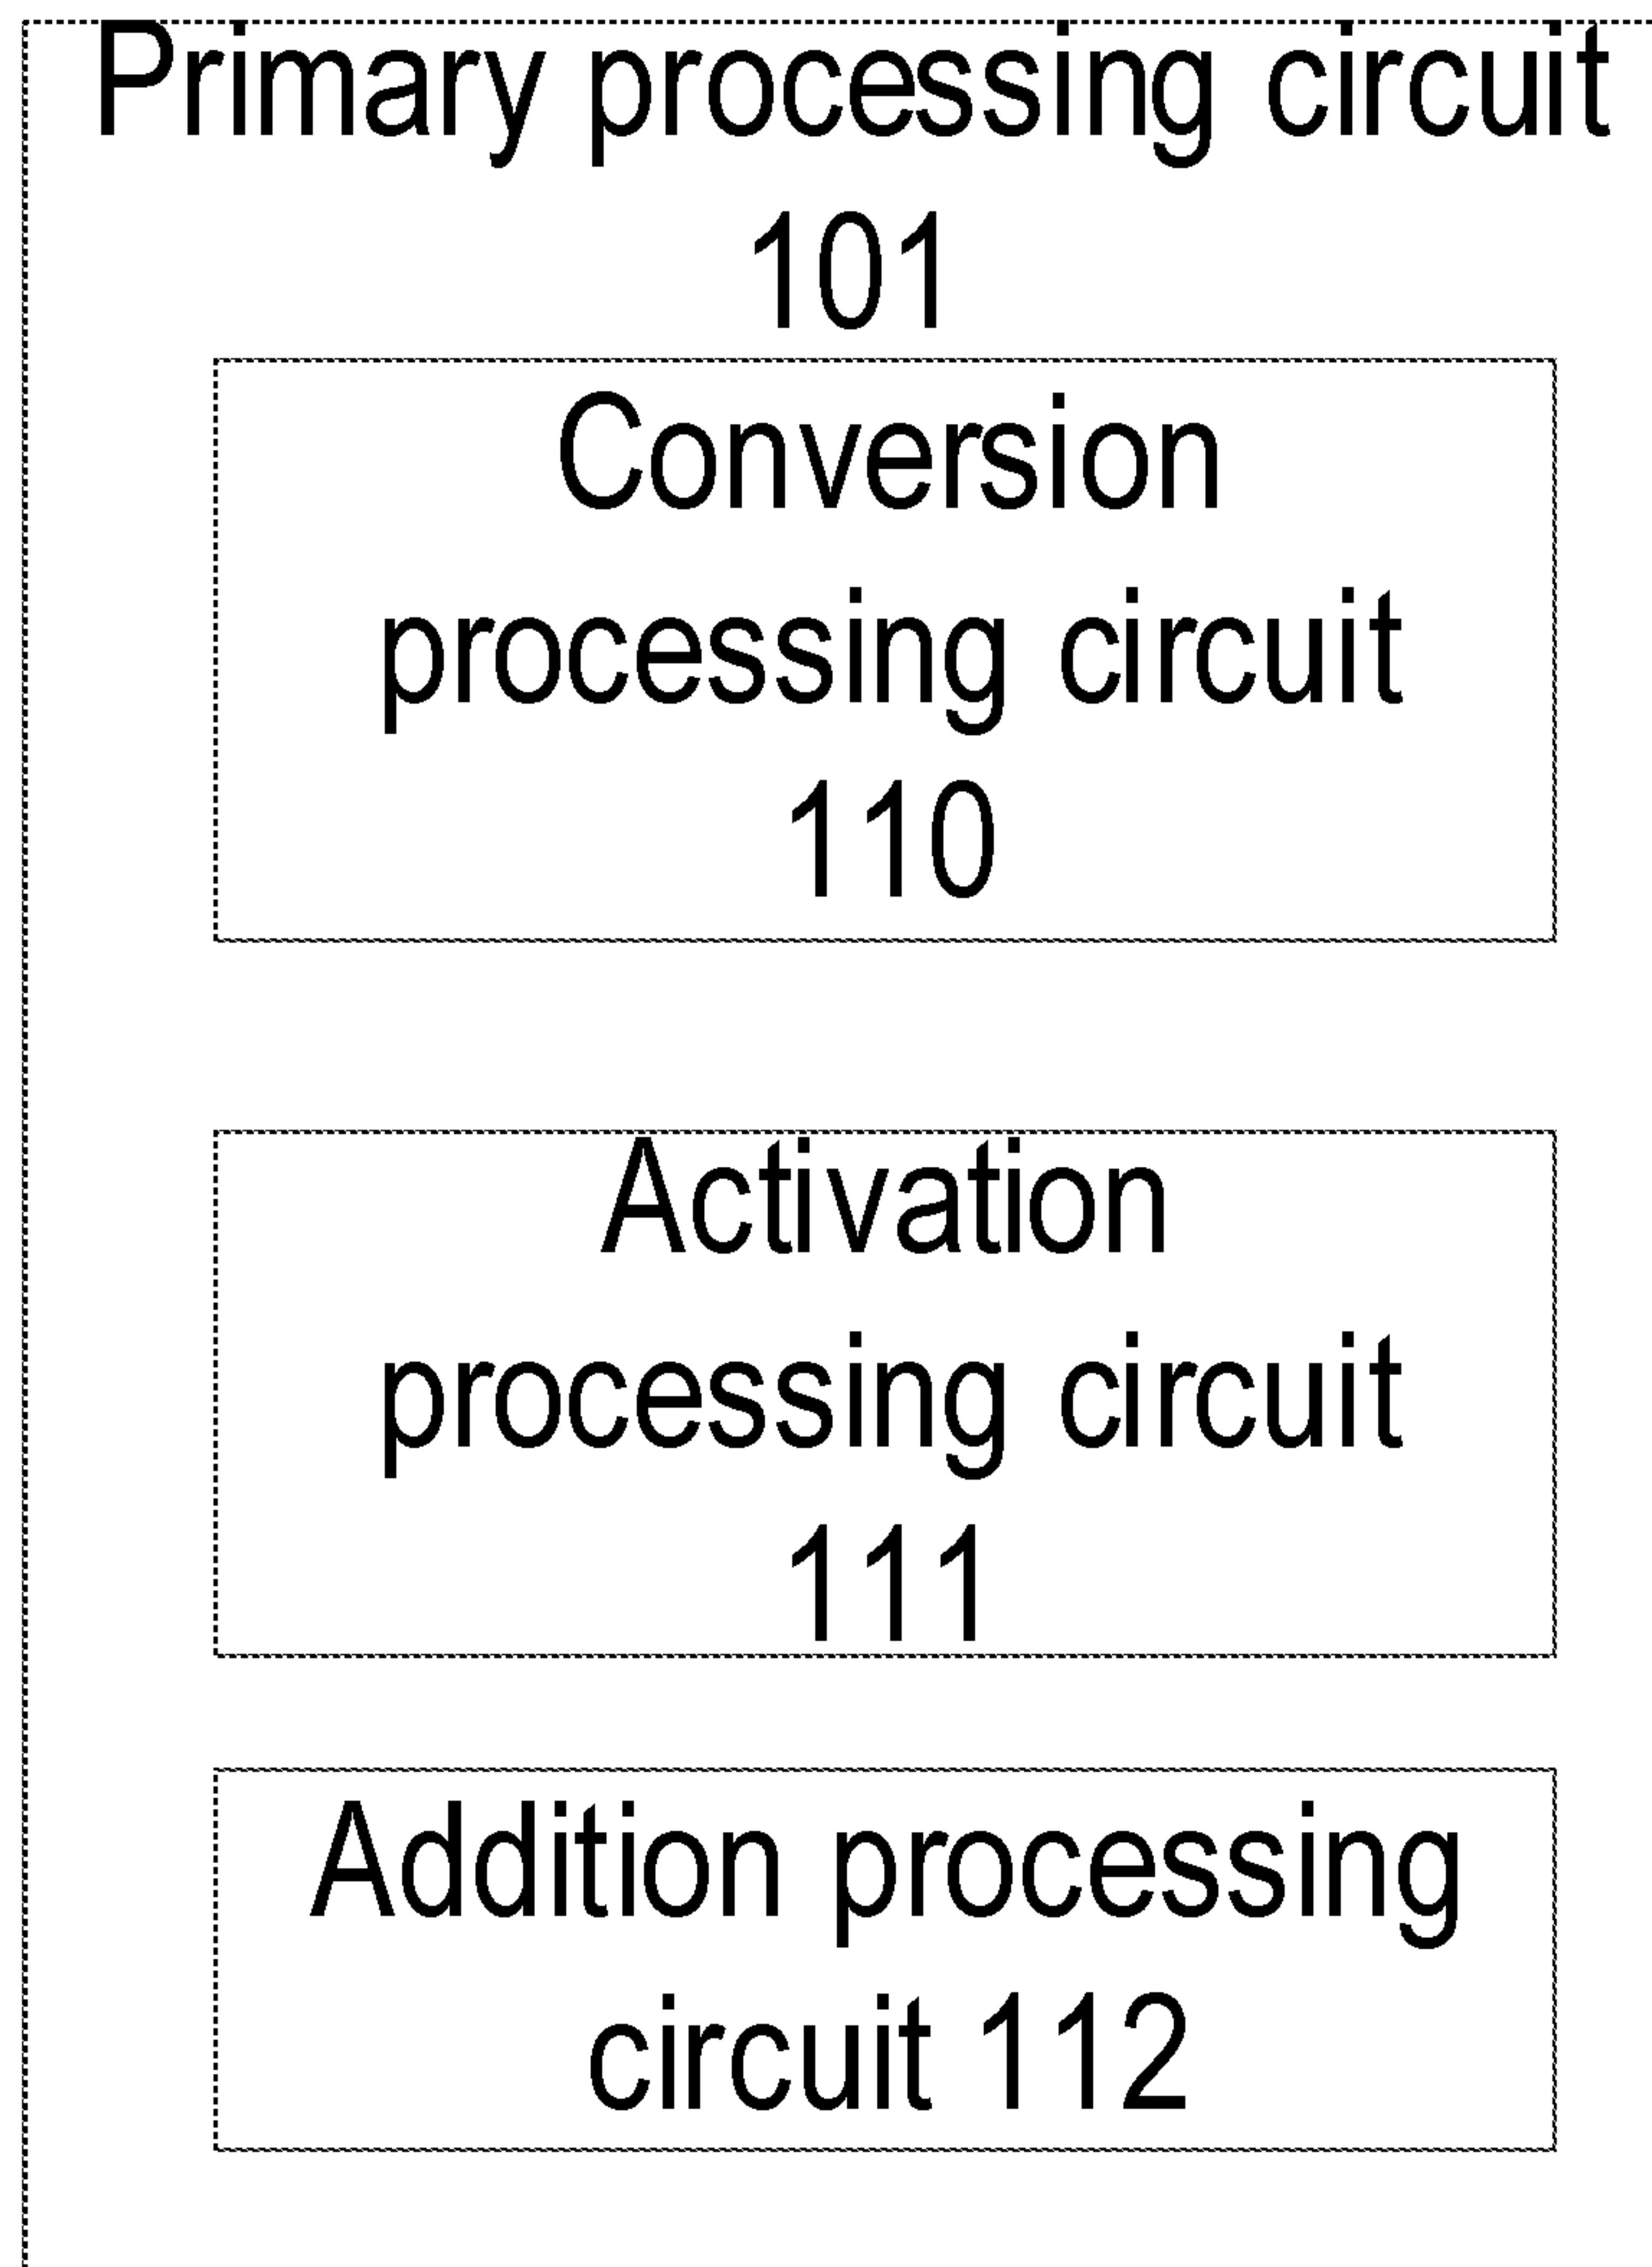 Primary processing circuit
101
Conversion
processing circuit
110
Activation
processing circuit
111
Addition processing
circuit 112